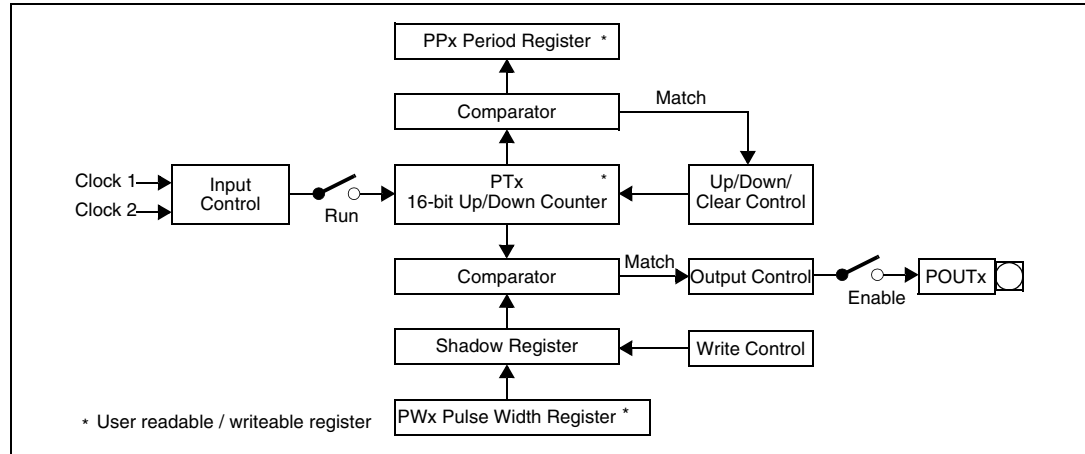 PPx Period Register *
Comparator
Match
Clock 1
Clock 2
Input
Control
Run
PTx *
16-bit Up/Down Counter
Up/Down/
Clear Control
Comparator
Match
Output Control
Enable
POUTx
Shadow Register
Write Control
PWx Pulse Width Register *
* User readable / writeable register